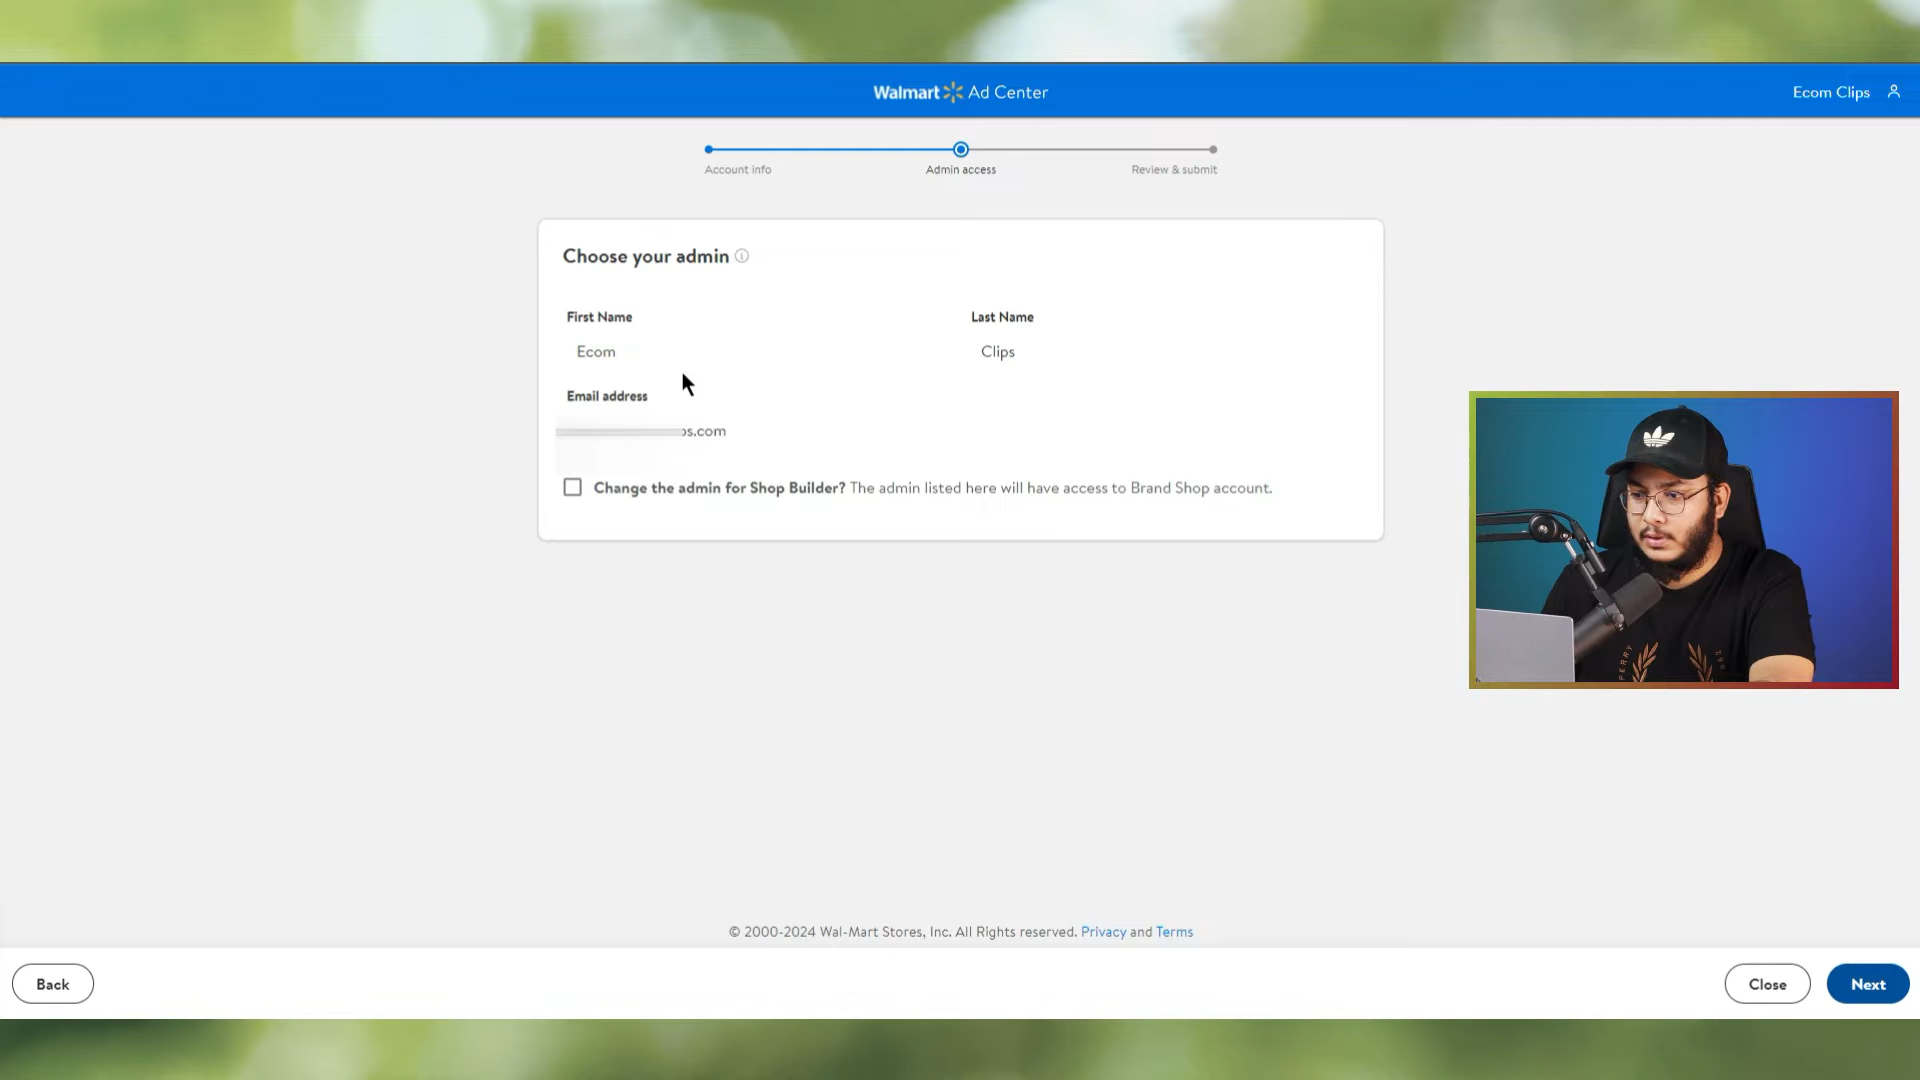 Walmart Ad Center
Ecom Clips
Account info
Admin access
Review & submit
Choose your admin
First Name
Last Name
Ecom
Clips
Email address
s.com
Change the admin for Shop Builder? The admin listed here will have access to Brand Shop account.
© 2000-2024 Wal-Mart Stores, Inc. All Rights reserved. Privacy and Terms
Back
Close
Next